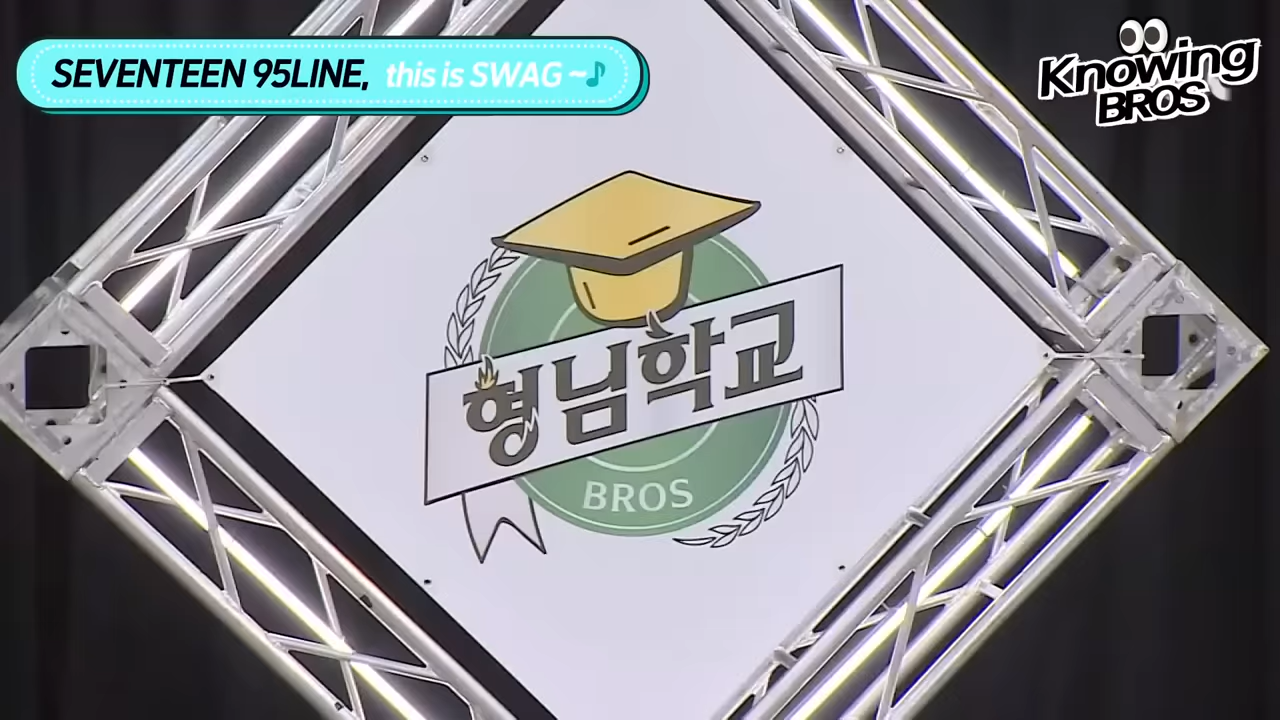 SEVENTEEN 95LINE, this is SWAG ~♪
Knowing
BROS
형님학교
BROS